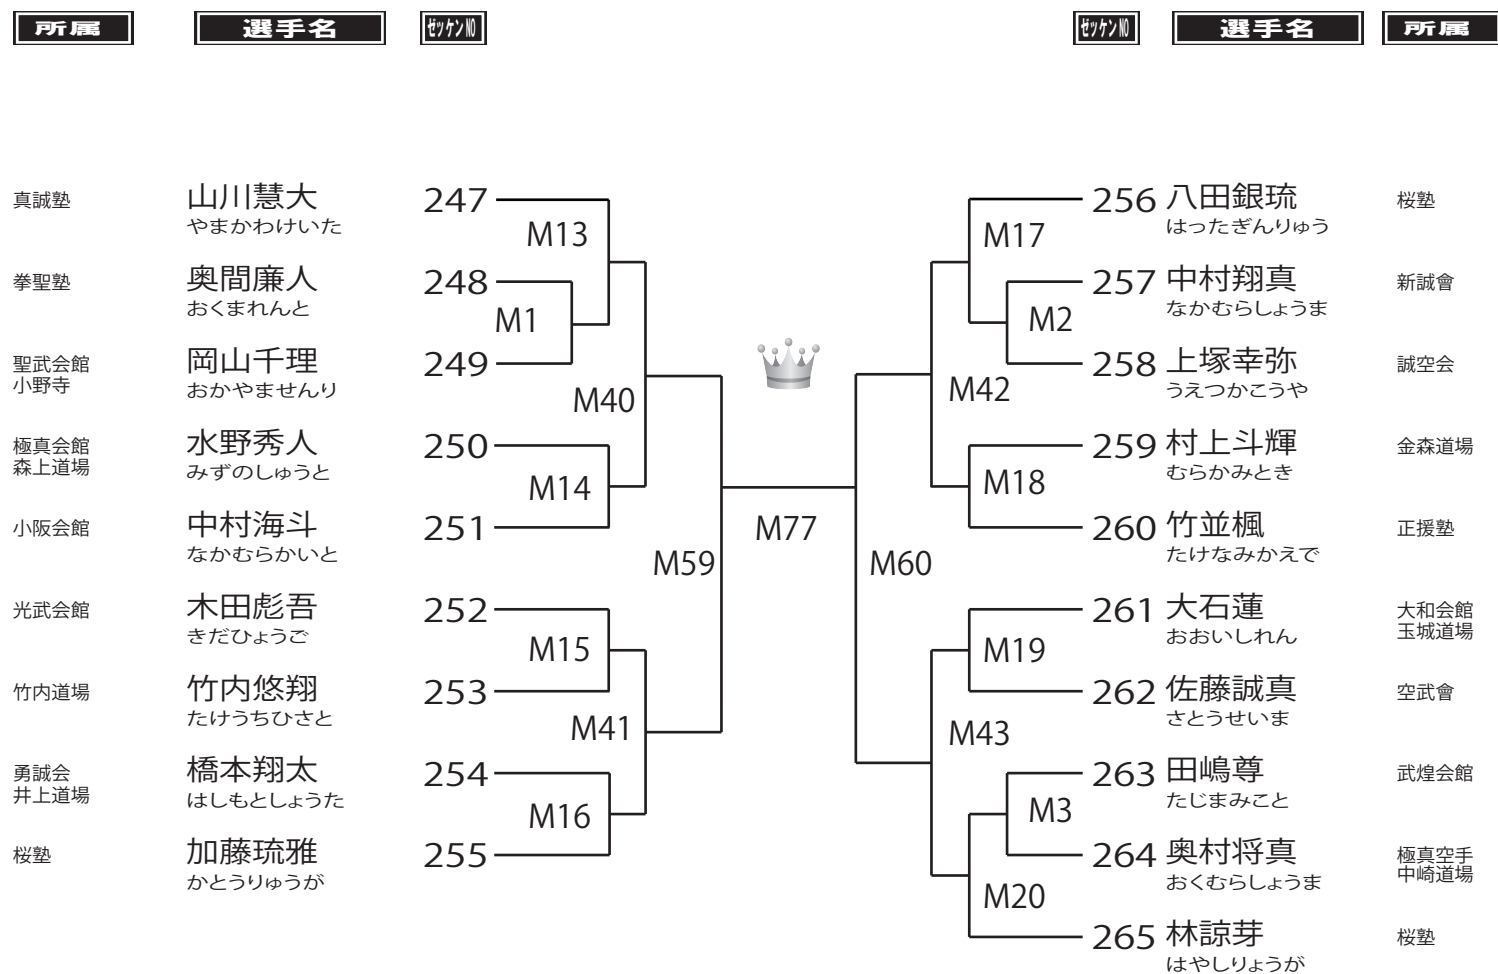 所属 選手名 ゼッケンNO ゼッケンNO 選手名 所属
真誠塾 山川慧大 247 256 八田銀琉 桜塾
やまかわけいた はったぎんりゅう
M13 M17
拳聖塾 奥間廉人 248 257 中村翔真 新誠會
おくまれんと なかむらしょうま
M1 M2
聖武会館 岡山千理 249 258 上塚幸弥 誠空会
小野寺 おかやませんり うえつかこうや
M40 M42
極真会館 水野秀人 250 259 村上斗輝 金森道場
森上道場 みずのしゅうと むらかみとき
M14 M18
小阪会館 中村海斗 251 M77 260 竹並楓 正援塾
なかむらかいと たけなみかえで
M59 M60
光武会館 木田彪吾 252 261 大石蓮 大和会館
きだひょうご おおいしれん 玉城道場
M15 M19
竹内道場 竹内悠翔 253 262 佐藤誠真 空武會
たけうちひさと さとうせいま
M41 M43
勇誠会 橋本翔太 254 263 田嶋尊 武煌会館
井上道場 はしもとしょうた たじまみこと
M16 M3
桜塾 加藤琉雅 255 264 奥村将真 極真空手
かとうりゅうが おくむらしょうま 中崎道場
M20
265 林諒芽 桜塾
はやしりょうが